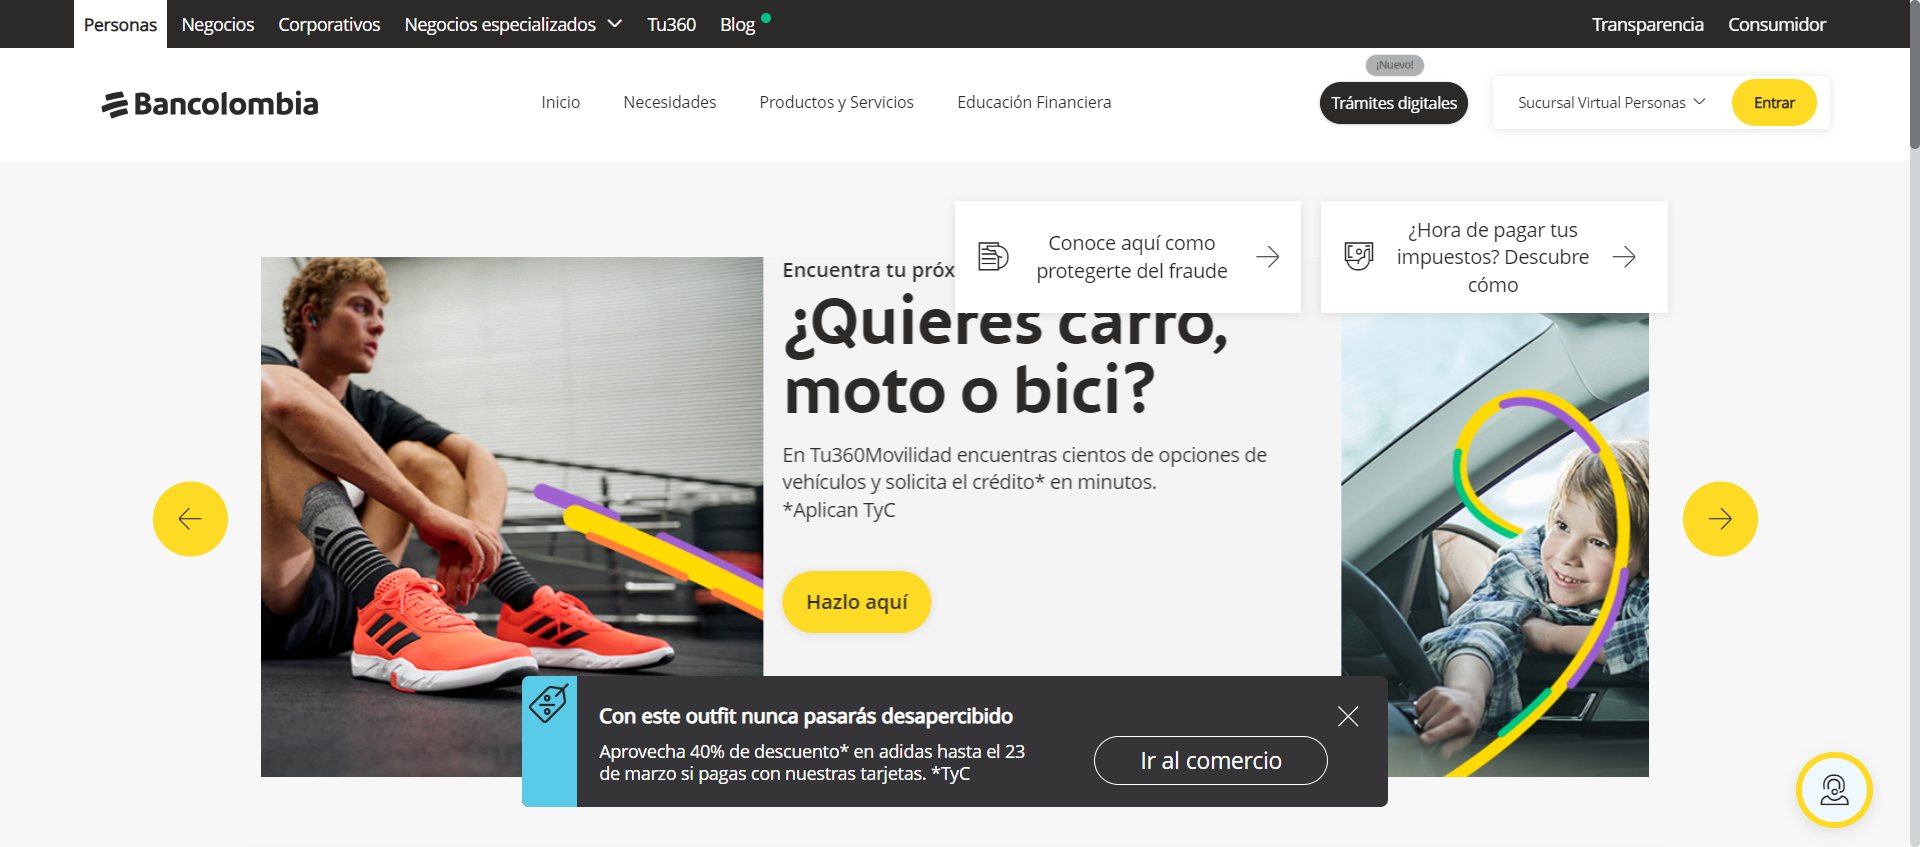 Personas
Negocios
Corporativos
Negocios especializados
Tu360
Blog
Transparencia
Consumidor
Bancolombia
Inicio
Necesidades
Productos y Servicios
Educación Financiera
¡Nuevo!
Trámites digitales
Sucursal Virtual Personas
Entrar
Conoce aquí como
protegerte del fraude
¿Hora de pagar tus
impuestos? Descubre
cómo
Encuentra tu
¿Quieres carro,
moto o bici?
En Tu360Movilidad encuentras cientos de opciones de
vehículos y solicita el crédito* en minutos.
*Aplican TyC
Hazlo aquí
Con este outfit nunca pasarás desapercibido
Aprovecha 40% de descuento* en adidas hasta el 23
de marzo si pagas con nuestras tarjetas. *TyC
Ir al comercio